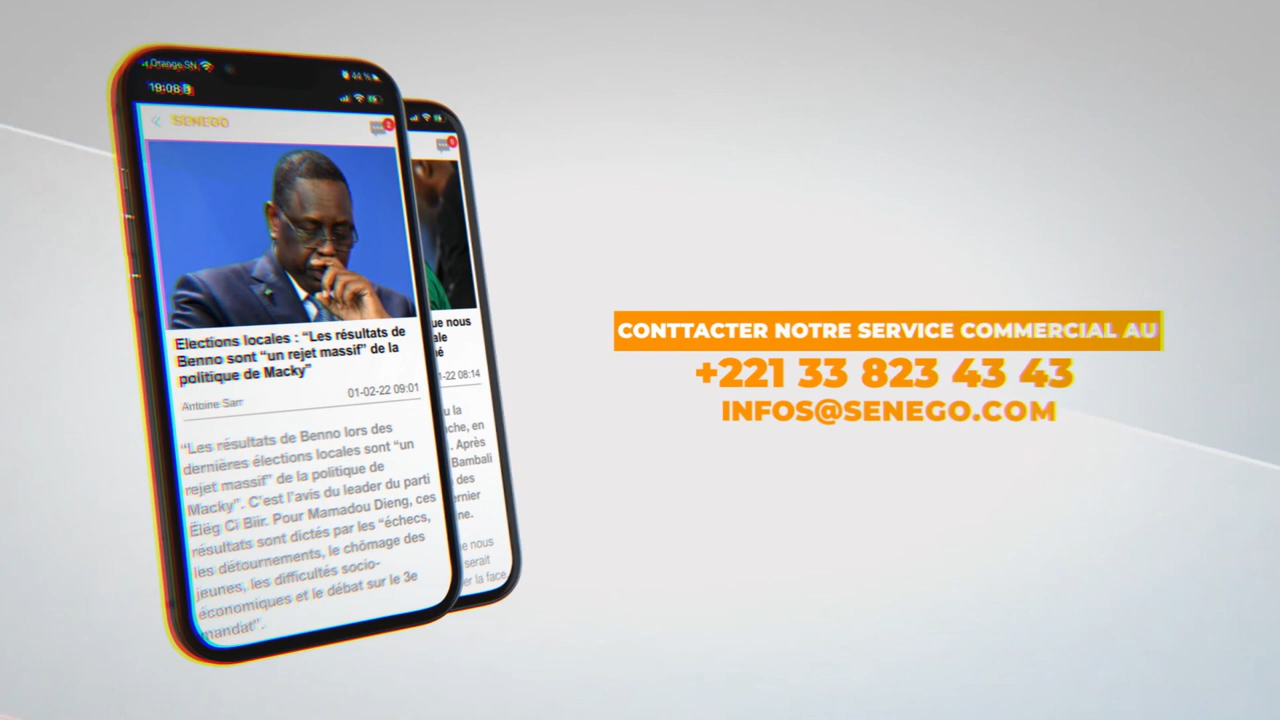 Orange SN
44 %
19:08
SENEGO
2
Elections locales : “Les résultats de
Benno sont “un rejet massif” de la
politique de Macky”
Antoine Sarr
01-02-22 09:01
“Les résultats de Benno lors des
dernières élections locales sont “un
rejet massif” de la politique de
Macky”. C’est l’avis du leader du parti
Élëg Ci Biir. Pour Mamadou Dieng, ces
résultats sont dictés par les “échecs,
les détournements, le chômage des
jeunes, les difficultés socio-
économiques et le débat sur le 3e
mandat”.
ue nous
ale
é
-22 08:14
u la
che, en
. Après
Bambali
des
ernier
ne.
e nous
serait
er la face
CONTTACTER NOTRE SERVICE COMMERCIAL AU
+221 33 823 43 43
INFOS@SENEGO.COM